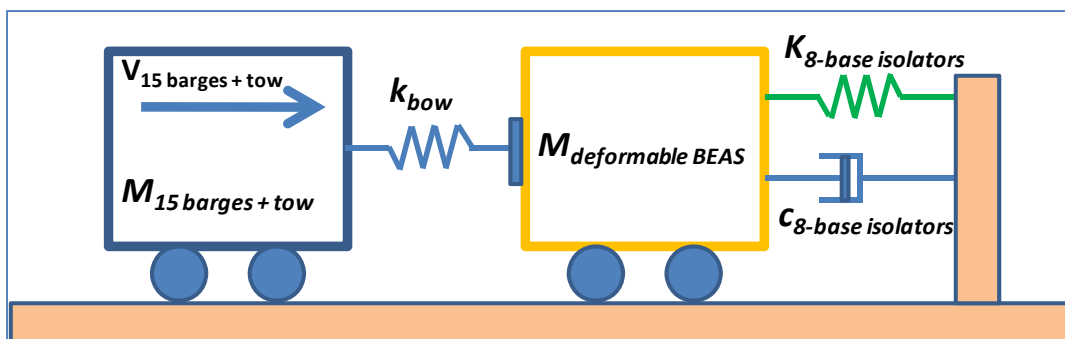 V15 barges + tow
kbow
K8-base isolators
M15 barges + tow
Mdeformable BEAS
c8-base isolators